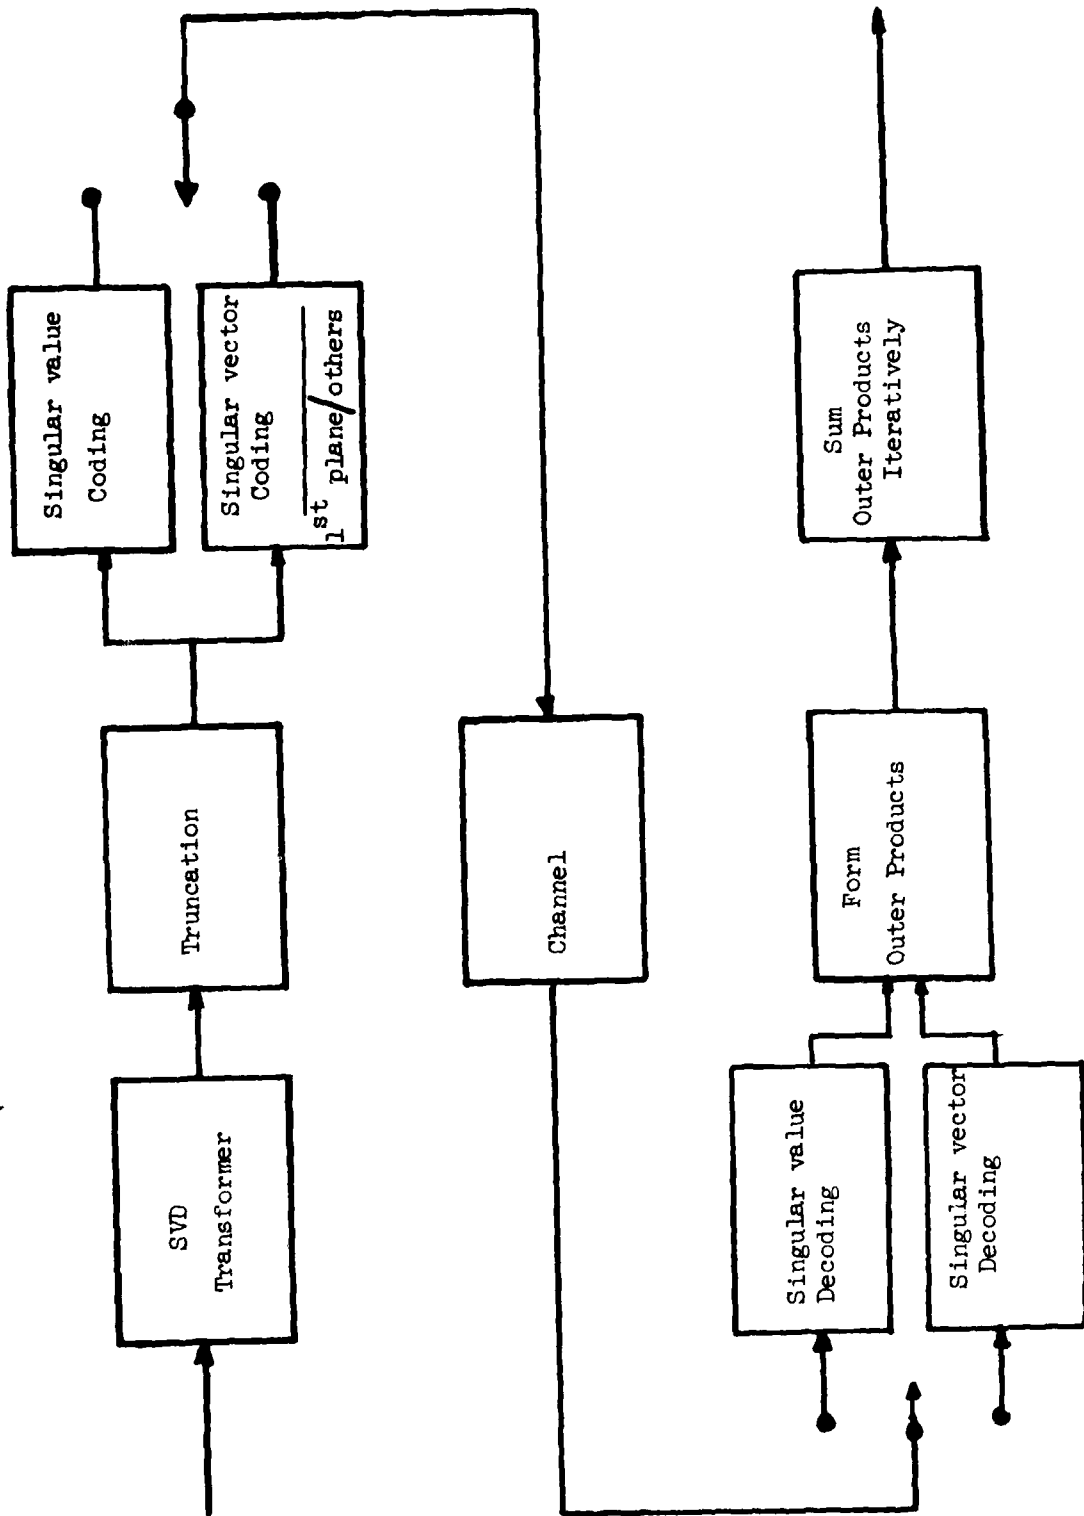 SVD
Transformer
Truncation
Singular value
Coding
Singular vector
Coding
1st plane/others
Channel
Singular value
Decoding
Singular vector
Decoding
Form
Outer Products
Sum
Outer Products
Iteratively